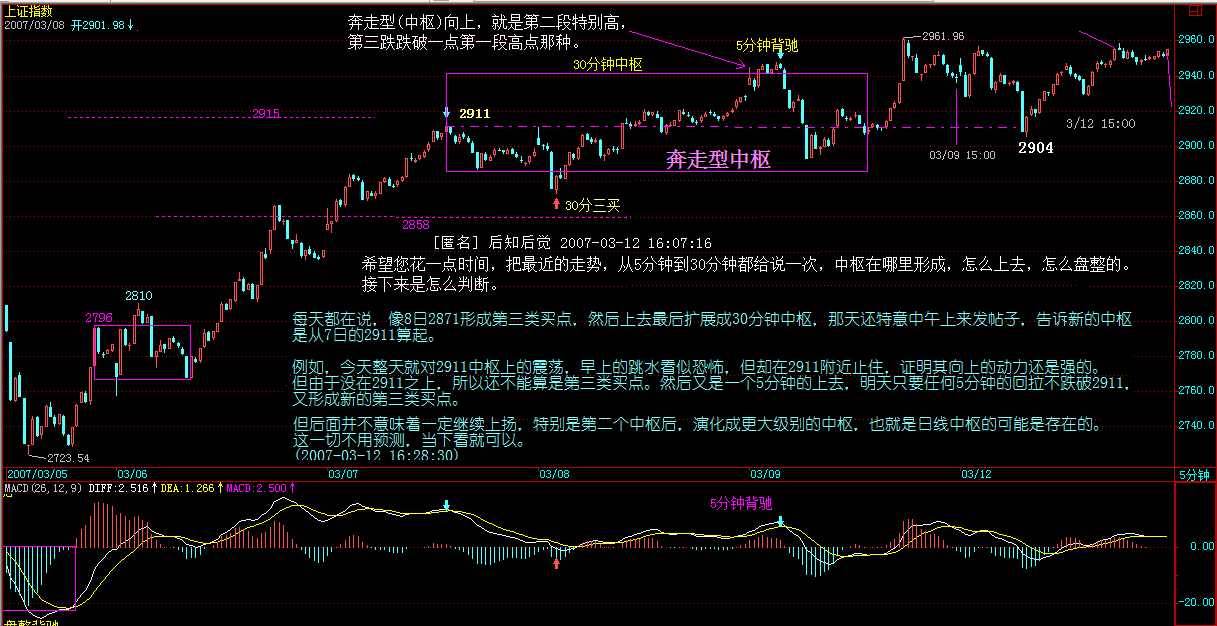 上证指数
2007/03/08 开2901.98↓
奔走型(中枢)向上，就是第二段特别高，
第三跌跌破一点第一段高点那种。
5分钟背驰
30分钟中枢
2961.96
2960.0
2940.0
2920.0
2900.0
2880.0
2860.0
2840.0
2820.0
2800.0
2780.0
2760.0
2740.0
2915
2911
3/12 15:00
03/09 15:00
2904
奔走型中枢
30分三买
2858
[匿名] 后知后觉 2007-03-12 16:07:16
希望您花一点时间，把最近的走势，从5分钟到30分钟都给说一次，中枢在哪里形成，怎么上去，怎么盘整的。
接下来是怎么判断。
2810
2796
每天都在说，像8日2871形成第三类买点，然后上去最后扩展成30分钟中枢，那天还特意中午上来发帖子，告诉新的中枢
是从7日的2911算起。
例如，今天整天就对2911中枢上的震荡，早上的跳水看似恐怖，但却在2911附近止住，证明其向上的动力还是强的。
但由于没在2911之上，所以还不能算是第三类买点。然后又是一个5分钟的上去，明天只要任何5分钟的回拉不跌破2911，
又形成新的第三类买点。
但后面并不意味着一定继续上扬，特别是第二个中枢后，演化成更大级别的中枢，也就是日线中枢的可能是存在的。
这一切不用预测，当下看就可以。
(2007-03-12 16:28:30)
2723.54
2007/03/05 03/06 03/07 03/08 03/09 03/12 5分钟
MACD(26,12,9) DIFF:2.516↑DEA:1.266↑MACD:2.500↑
5分钟背驰
0.00
-20.00
盘整背驰